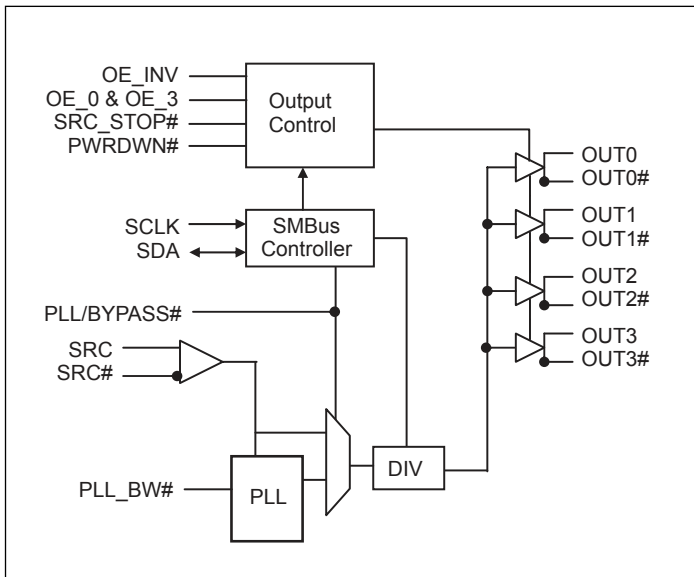 OE_INV
OE_0 & OE_3
SRC_STOP#
PWRDWN#
Output
Control
OUT0
OUT0#
OUT1
OUT1#
OUT2
OUT2#
OUT3
OUT3#
SCLK
SDA
SMBus
Controller
PLL/BYPASS#
SRC
SRC#
PLL_BW#
PLL
DIV